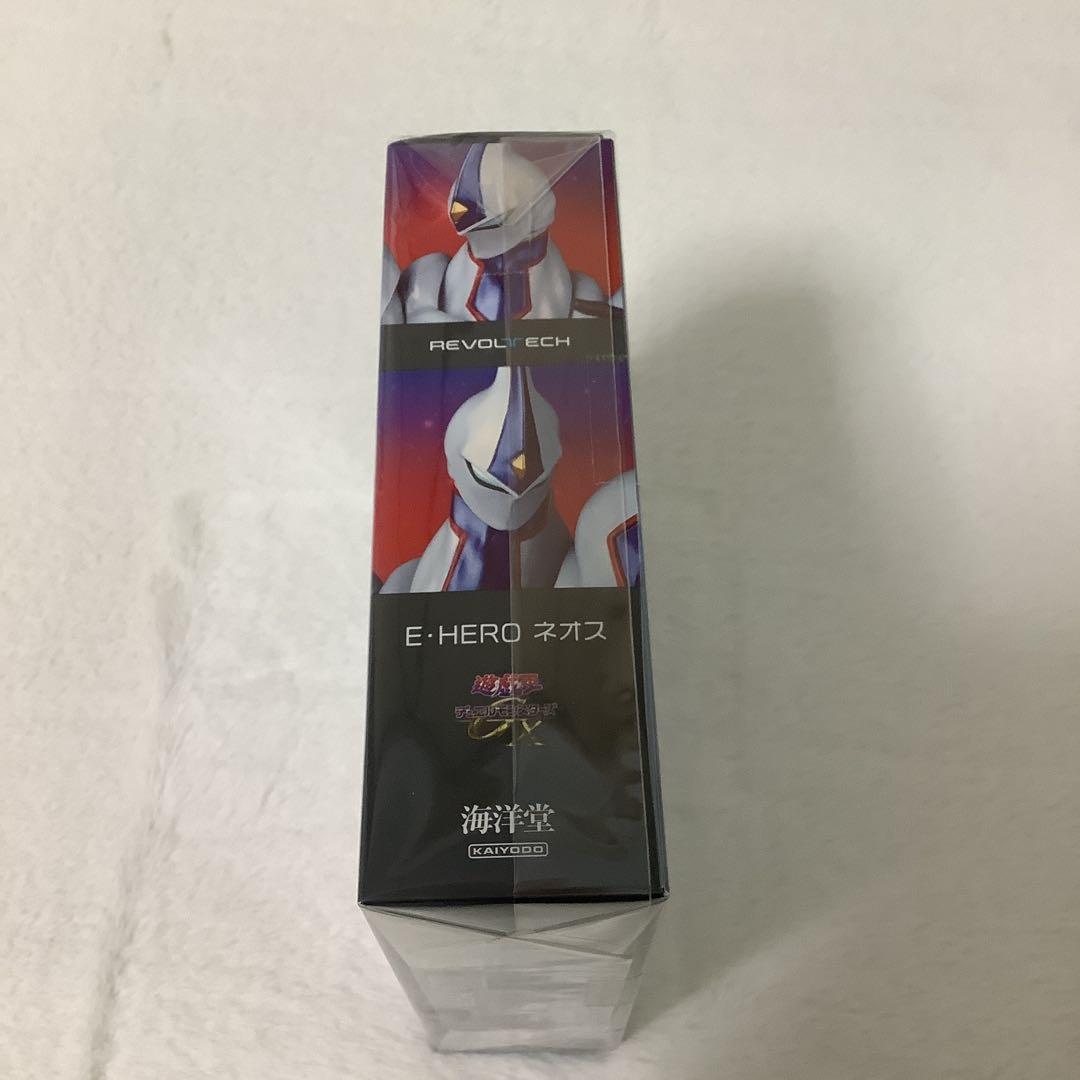 REVOLTECH
E・HERO ネオス
遊戯王
デュエルモンスターズ
GX
海洋堂
KAIYODO